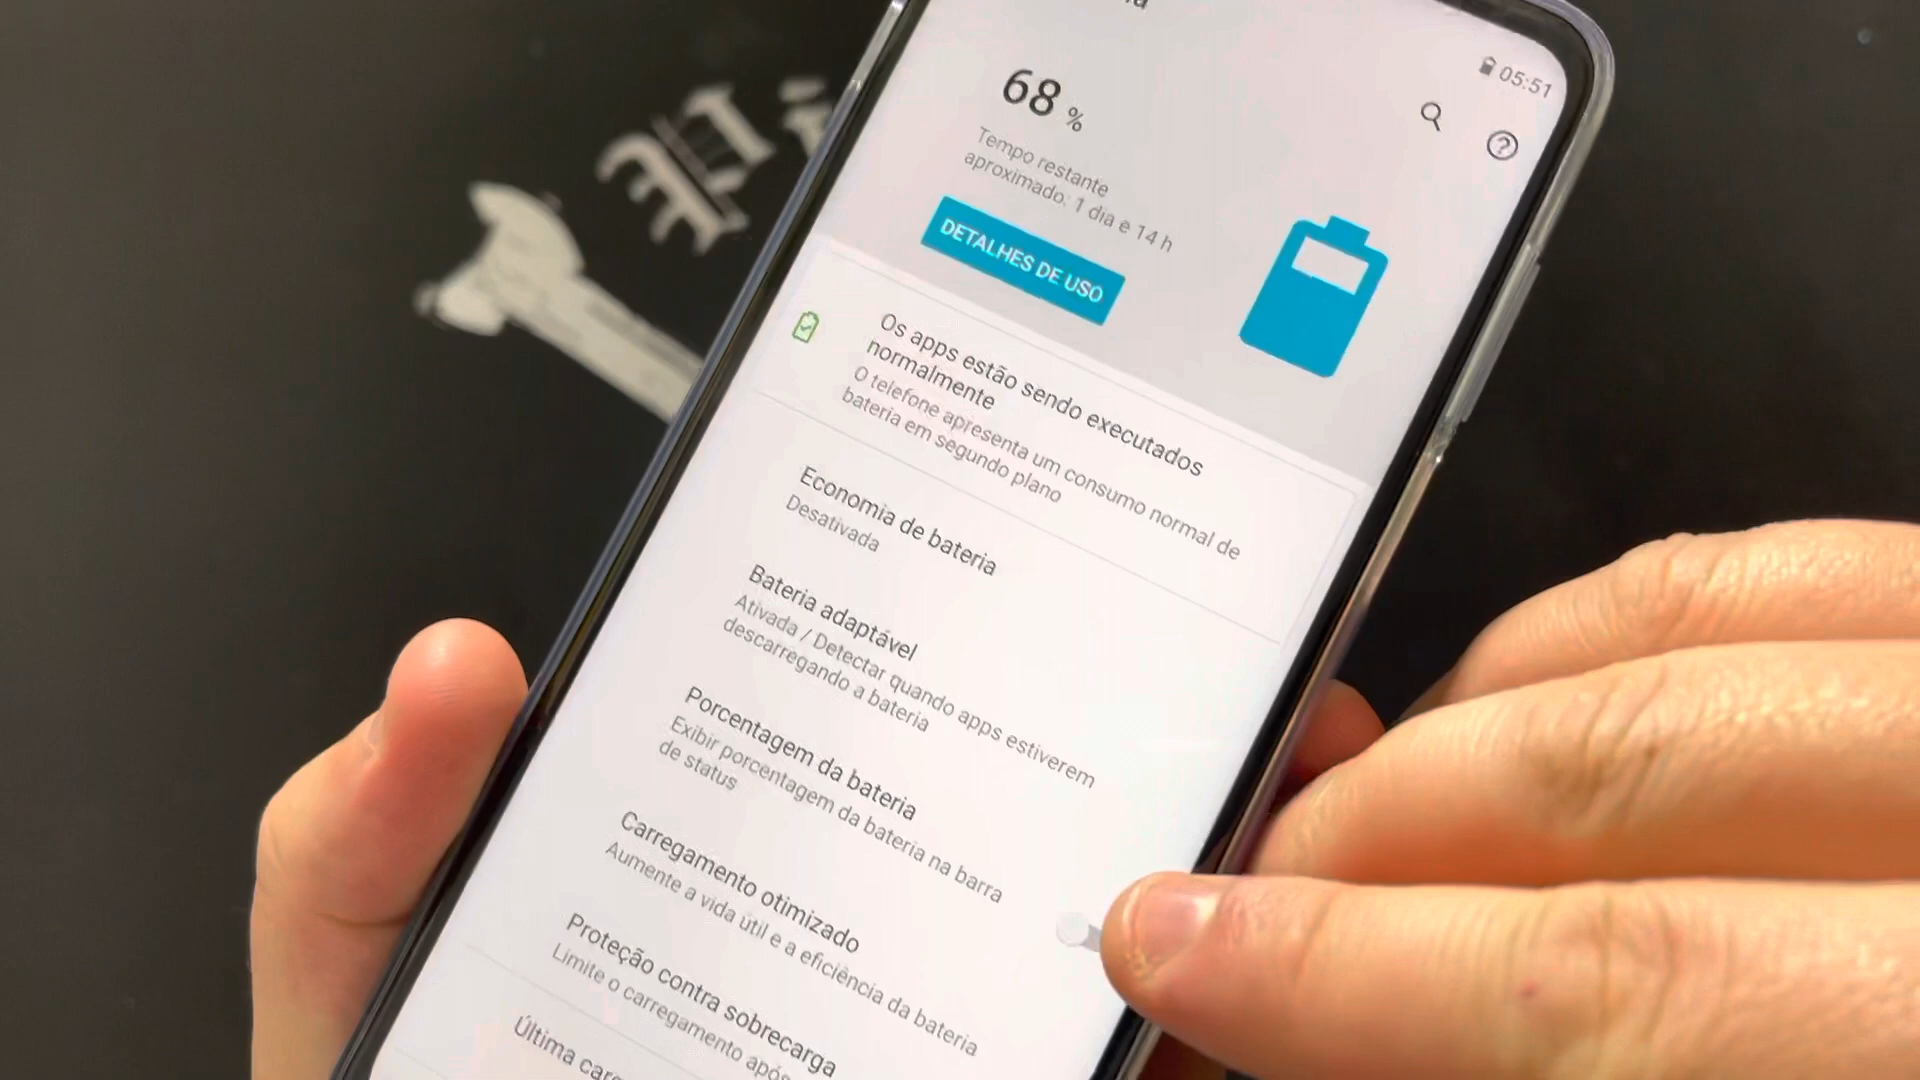 05:51
68 %
Tempo restante
aproximado: 1 dia e 14 h
DETALHES DE USO
Os apps estão sendo executados
normalmente
O telefone apresenta um consumo normal de
bateria em segundo plano
Economia de bateria
Desativada
Bateria adaptável
Ativada / Detectar quando apps estiverem
descarregando a bateria
Porcentagem da bateria
Exibir porcentagem da bateria na barra
de status
Carregamento otimizado
Aumente a vida útil e a eficiência da bateria
Proteção contra sobrecarga
Limite o carregamento após
Última